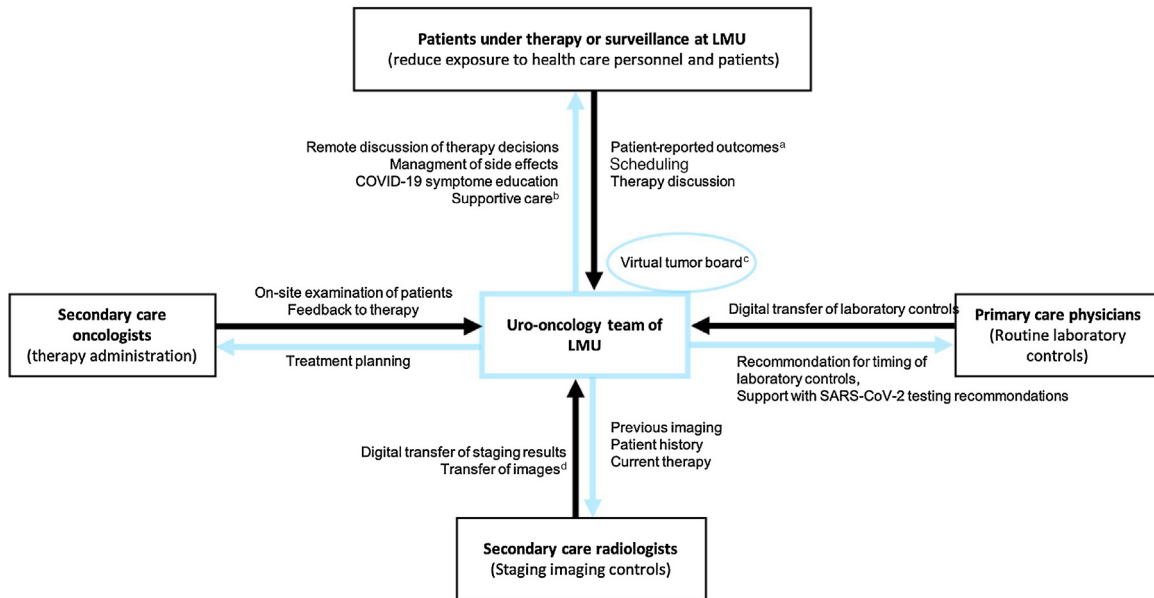 Patients under therapy or surveillance at LMU
(reduce exposure to health care personnel and patients)
Remote discussion of therapy decisions
Managment of side effects
COVID-19 symptome education
Supportive care^b
Patient-reported outcomes^a
Scheduling
Therapy discussion
Virtual tumor board^c
Secondary care
oncologists
(therapy administration)
On-site examination of patients
Feedback to therapy
Treatment planning
Uro-oncology team of
LMU
Digital transfer of laboratory controls
Recommondation for timing of
laboratory controls,
Support with SARS-CoV-2 testing recommondations
Primary care physicians
(Routine laboratory
controls)
Digital transfer of staging results
Transfer of images^d
Previous imaging
Patient history
Current therapy
Secondary care radiologists
(Staging imaging controls)